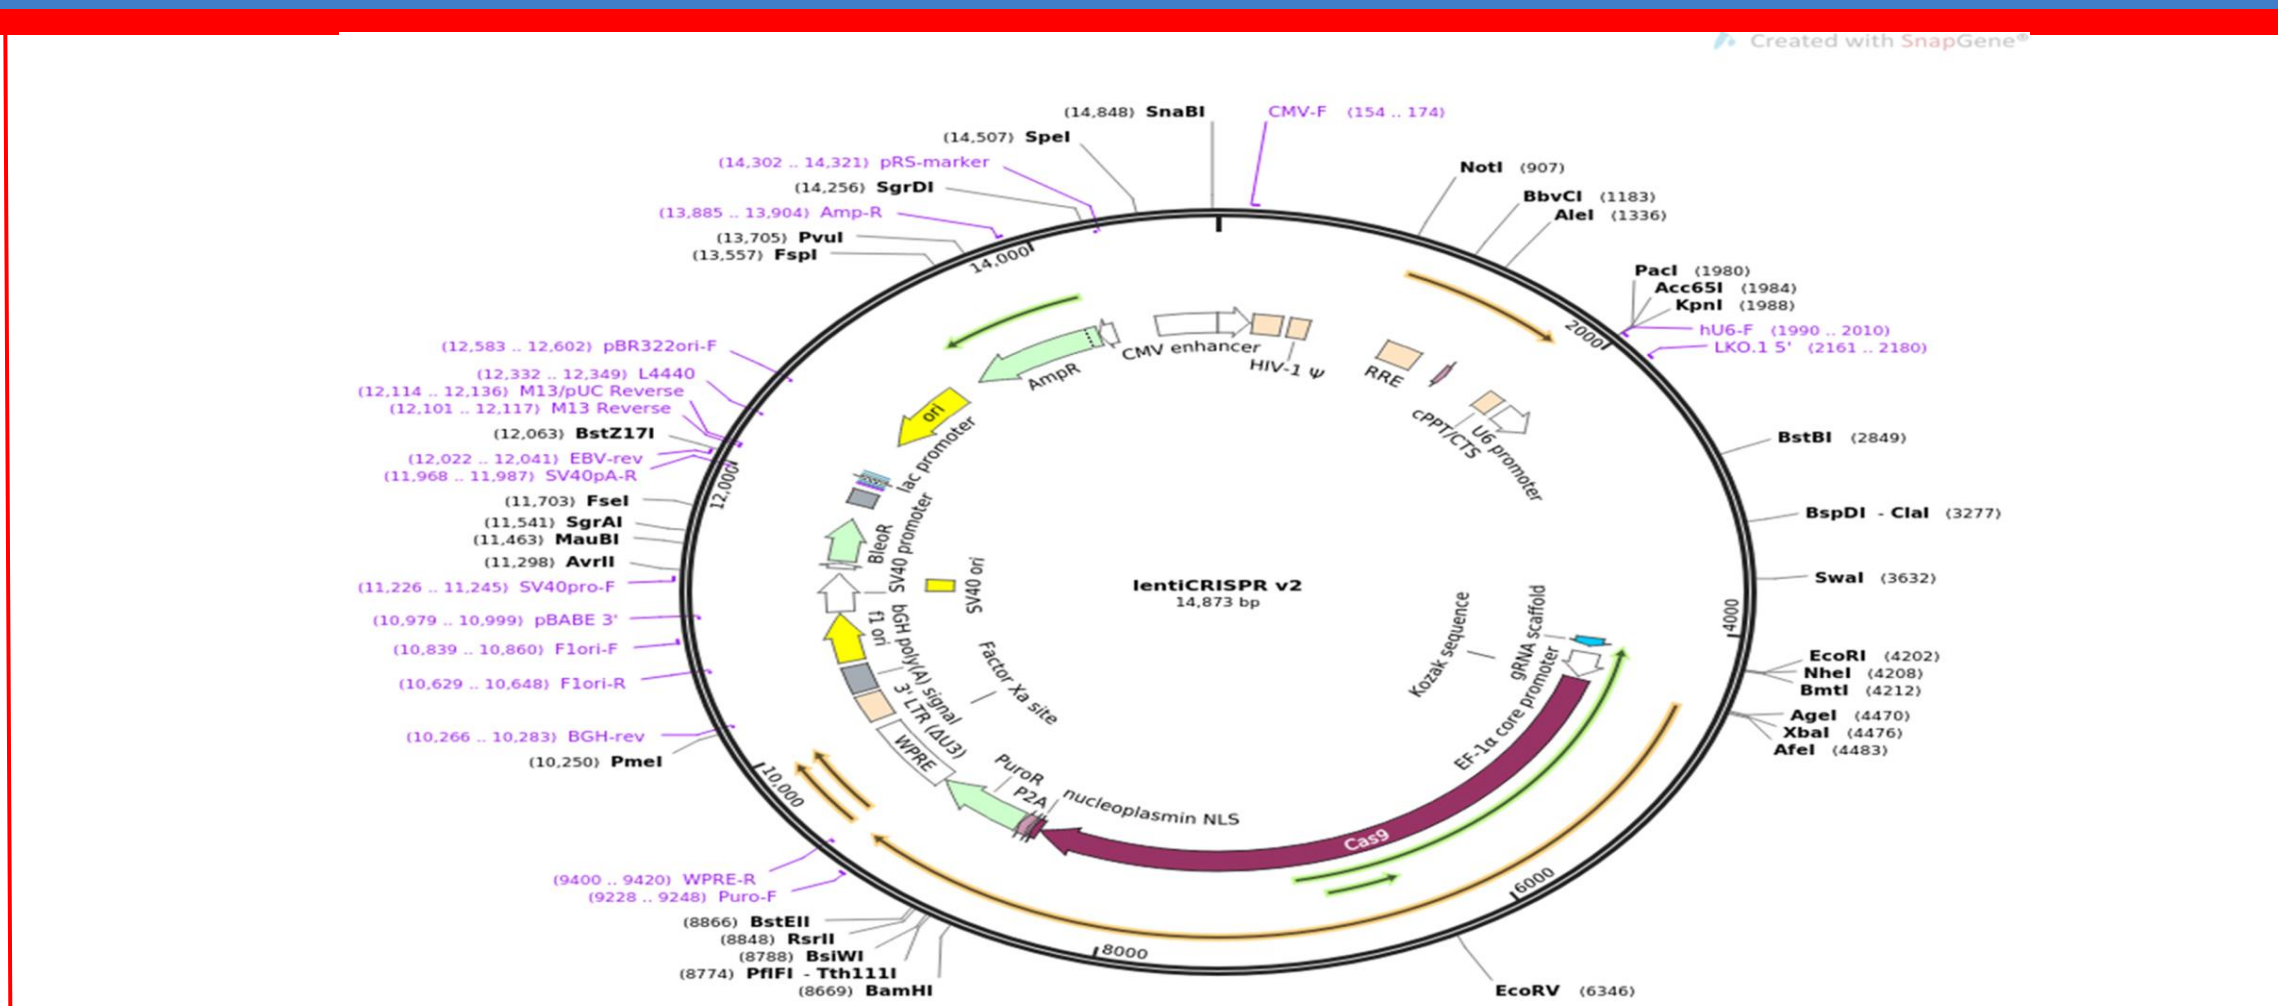 Created with SnapGene®
(14,848) SnaBI
CMV-F (154 .. 174)
(14,507) SpeI
(14,302 .. 14,321) pRS-marker
NotI (907)
(14,256) SgrDI
BbvCI (1183)
(13,885 .. 13,904) Amp-R
AleI (1336)
(13,705) PvuI
(13,557) FspI
14,000
PacI (1980)
Acc65I (1984)
KpnI (1988)
hU6-F (1990 .. 2010)
LKO.1 5' (2161 .. 2180)
2000
(12,583 .. 12,602) pBR322ori-F
(12,332 .. 12,349) L4440
(12,114 .. 12,136) M13/pUC Reverse
(12,101 .. 12,117) M13 Reverse
(12,063) BstZ17I
(12,022 .. 12,041) EBV-rev
(11,968 .. 11,987) SV40pA-R
12,000
(11,703) FseI
(11,541) SgrAI
(11,463) MauBI
(11,298) AvrII
(11,226 .. 11,245) SV40pro-F
(10,979 .. 10,999) pBABE 3'
(10,839 .. 10,860) F1ori-F
(10,629 .. 10,648) F1ori-R
(10,266 .. 10,283) BGH-rev
(10,250) PmeI
10,000
CMV enhancer
HIV-1 Ψ
RRE
cPPT/CTS
U6 promoter
AmpR
ori
lac promoter
BleoR
SV40 promoter
SV40 ori
f1 ori
bGH poly(A) signal
3' LTR (ΔU3)
Factor Xa site
WPRE
PuroR
P2A
nucleoplasmin NLS
Cas9
lentiCRISPR v2
14,873 bp
Kozak sequence
gRNA scaffold
EF-1α core promoter
BstBI (2849)
BspDI - ClaI (3277)
SwaI (3632)
4000
EcoRI (4202)
NheI (4208)
BmtI (4212)
AgeI (4470)
XbaI (4476)
AfeI (4483)
6000
8000
(9400 .. 9420) WPRE-R
(9228 .. 9248) Puro-F
(8866) BstEII
(8848) RsrII
(8788) BsiWI
(8774) PflFI - Tth111I
(8669) BamHI
EcoRV (6346)